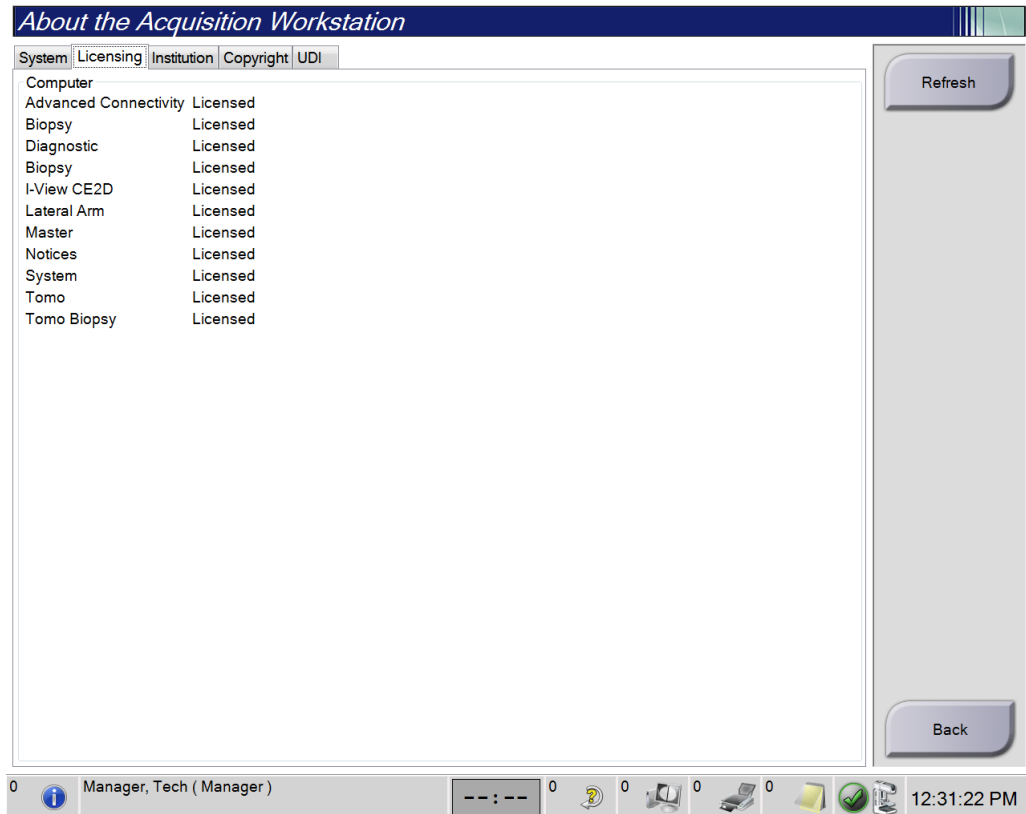 About the Acquisition Workstation
System Licensing Institution Copyright UDI
Refresh
Computer
Advanced Connectivity Licensed
Biopsy Licensed
Diagnostic Licensed
Biopsy Licensed
I-View CE2D Licensed
Lateral Arm Licensed
Master Licensed
Notices Licensed
System Licensed
Tomo Licensed
Tomo Biopsy Licensed
Back
0 Manager, Tech ( Manager ) --:-- 0 0 0 0 12:31:22 PM